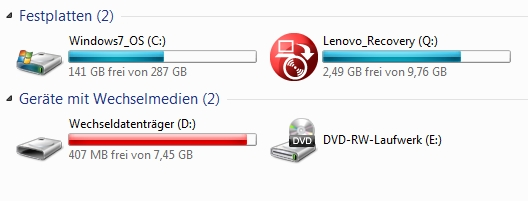 Festplatten (2)
Windows7_OS (C:)
141 GB frei von 287 GB
Lenovo_Recovery (Q:)
2,49 GB frei von 9,76 GB
Geräte mit Wechselmedien (2)
Wechseldatenträger (D:)
407 MB frei von 7,45 GB
DVD
DVD-RW-Laufwerk (E:)